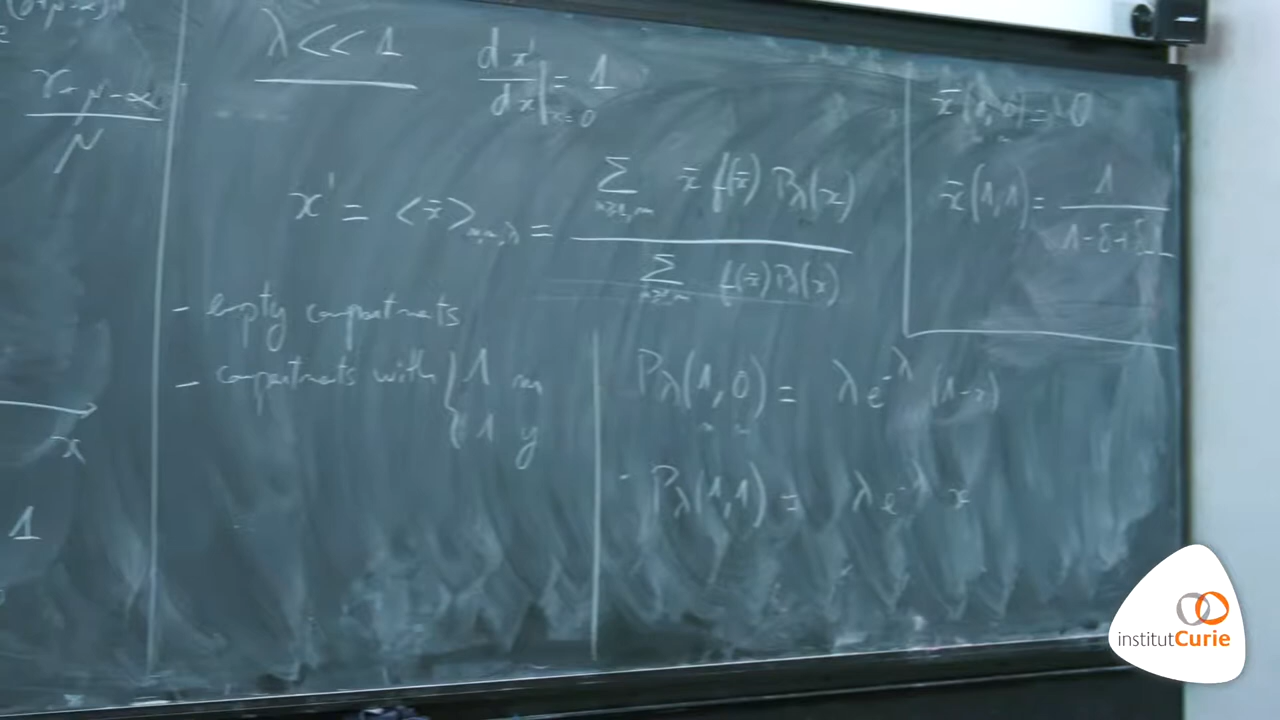 γ+μ-α
μ
λ << 1
dx'/dx|x=0 = 1
x' = <x̄> = Σ x̄ f(x̄) Pλ(x) / Σ f(x̄) P(x)
- empty compartments
- compartments with { 1 m
1 y
x̄(1,0) = 0
x̄(1,1) = 1 / 1-δ+δ
Pλ(1,0) = λ e^-λ (1-x)
- Pλ(1,1) = λ e^-λ x
x
1
institutCurie